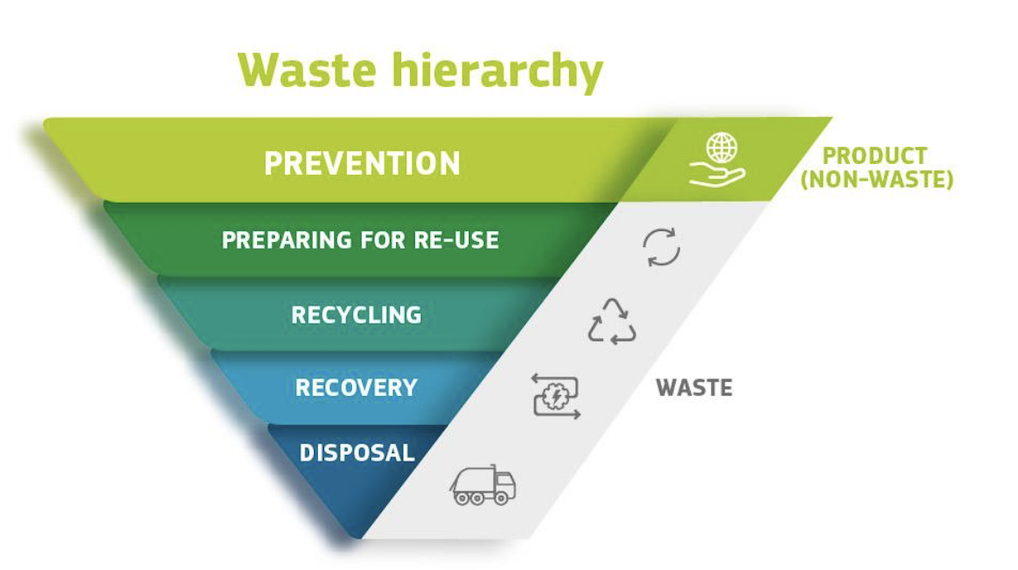 Waste hierarchy
PREVENTION
PRODUCT
(NON-WASTE)
PREPARING FOR RE-USE
RECYCLING
RECOVERY
WASTE
DISPOSAL